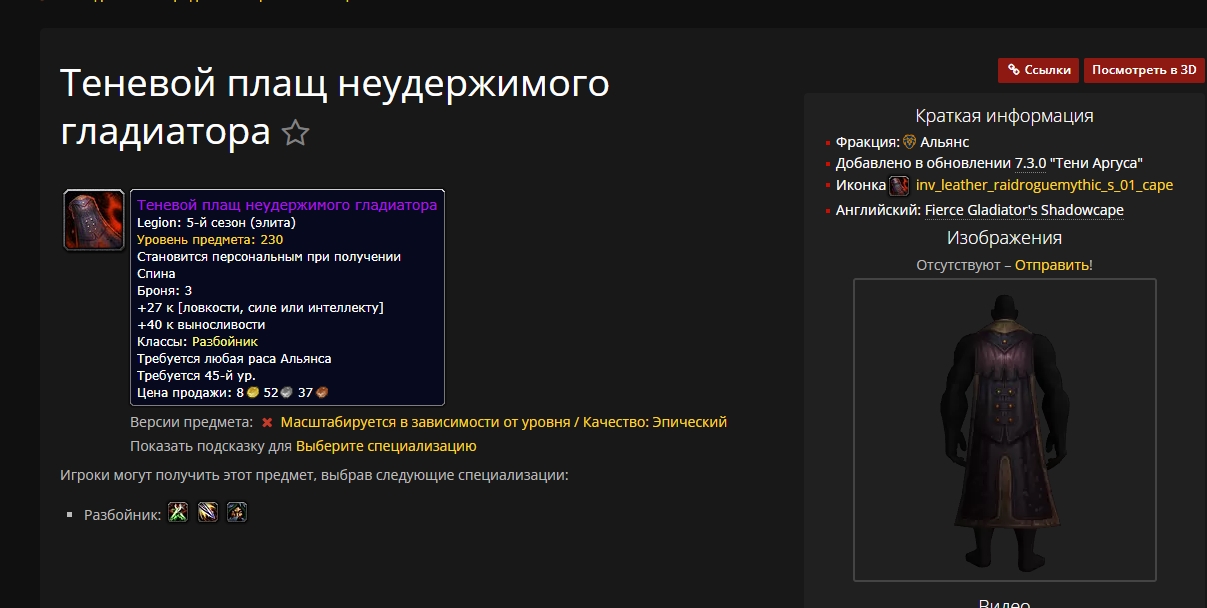 Теневой плащ неудержимого
гладиатора
Ссылки
Посмотреть в 3D
Теневой плащ неудержимого гладиатора
Legion: 5-й сезон (элита)
Уровень предмета: 230
Становится персональным при получении
Спина
Броня: 3
+27 к [ловкости, силе или интеллекту]
+40 к выносливости
Классы: Разбойник
Требуется любая раса Альянса
Требуется 45-й ур.
Цена продажи: 8 52 37
Версии предмета: Масштабируется в зависимости от уровня / Качество: Эпический
Показать подсказку для Выберите специализацию
Игроки могут получить этот предмет, выбрав следующие специализации:
Разбойник:
Краткая информация
Фракция: Альянс
Добавлено в обновлении 7.3.0 "Тени Аргуса"
Иконка inv_leather_raidroguemythic_s_01_cape
Английский: Fierce Gladiator's Shadowcape
Изображения
Отсутствуют – Отправить!
Видео